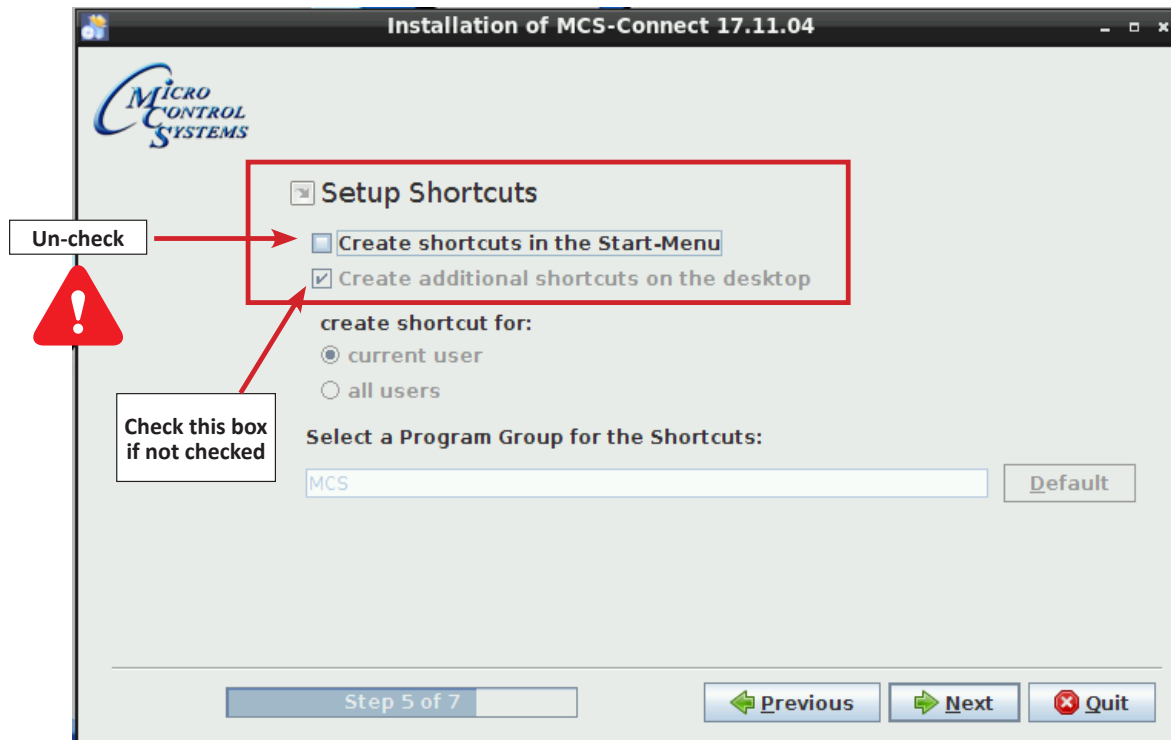 Installation of MCS-Connect 17.11.04
MICRO
CONTROL
SYSTEMS
Setup Shortcuts
Un-check
Create shortcuts in the Start-Menu
Create additional shortcuts on the desktop
!
create shortcut for:
current user
all users
Check this box
if not checked
Select a Program Group for the Shortcuts:
MCS
Default
Step 5 of 7
Previous
Next
Quit